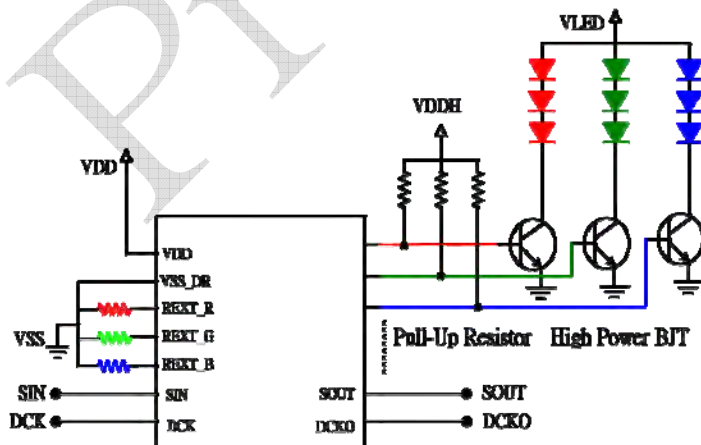 VLED
VDDH
VDD
VDD
VSS_DR
REXT_R
REXT_G
REXT_B
VSS
Pull-Up Resistor High Power BJT
SIN
SIN
SOUT
SOUT
DCK
DCK
DCKO
DCKO